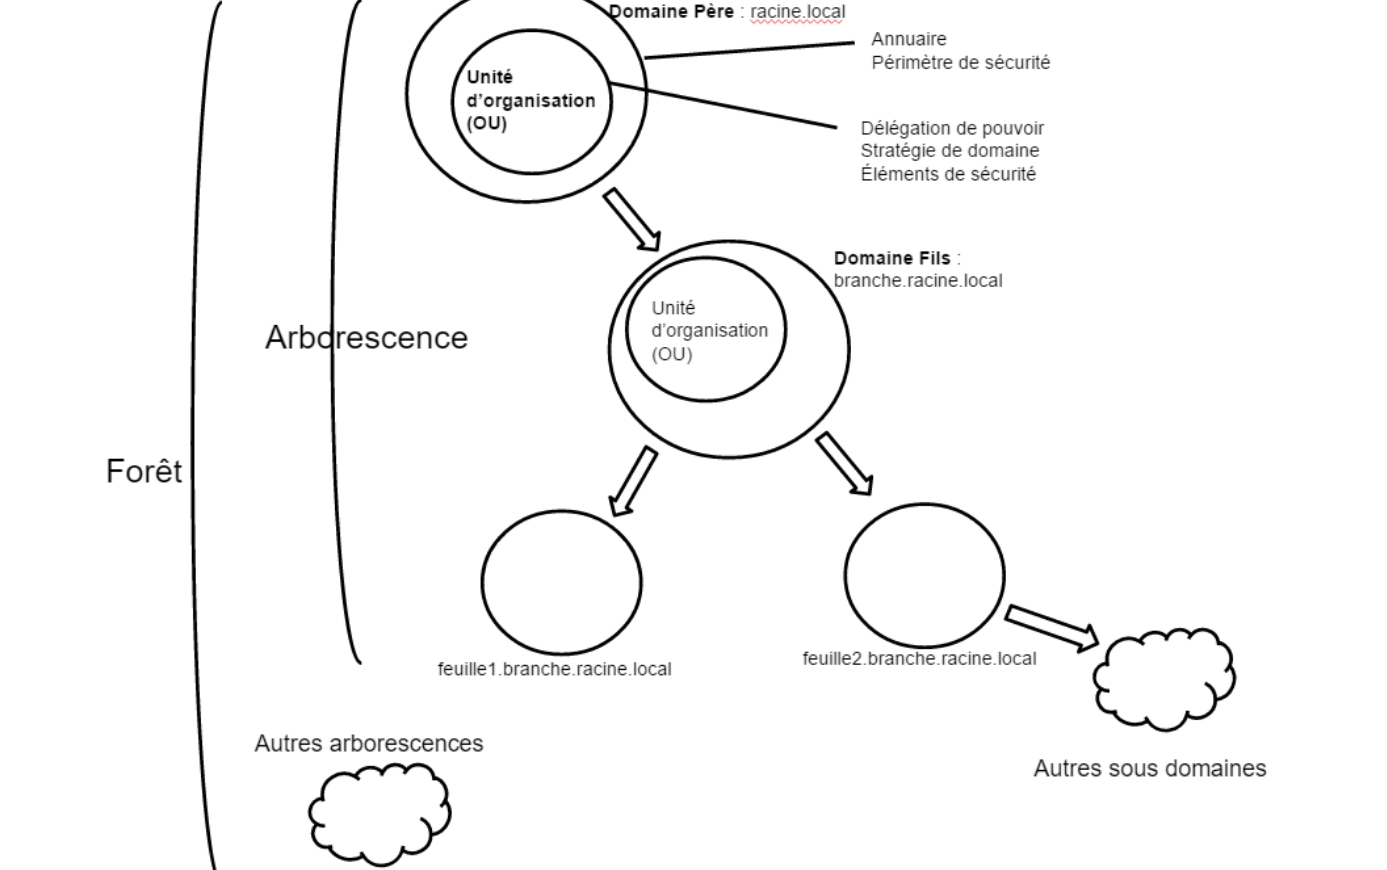 Domaine Père : racine.local
Annuaire
Périmètre de sécurité
Unité
d’organisation
(OU)
Délégation de pouvoir
Stratégie de domaine
Éléments de sécurité
Domaine Fils :
branche.racine.local
Unité
d’organisation
(OU)
Arborescence
Forêt
feuille1.branche.racine.local
feuille2.branche.racine.local
Autres arborescences
Autres sous domaines